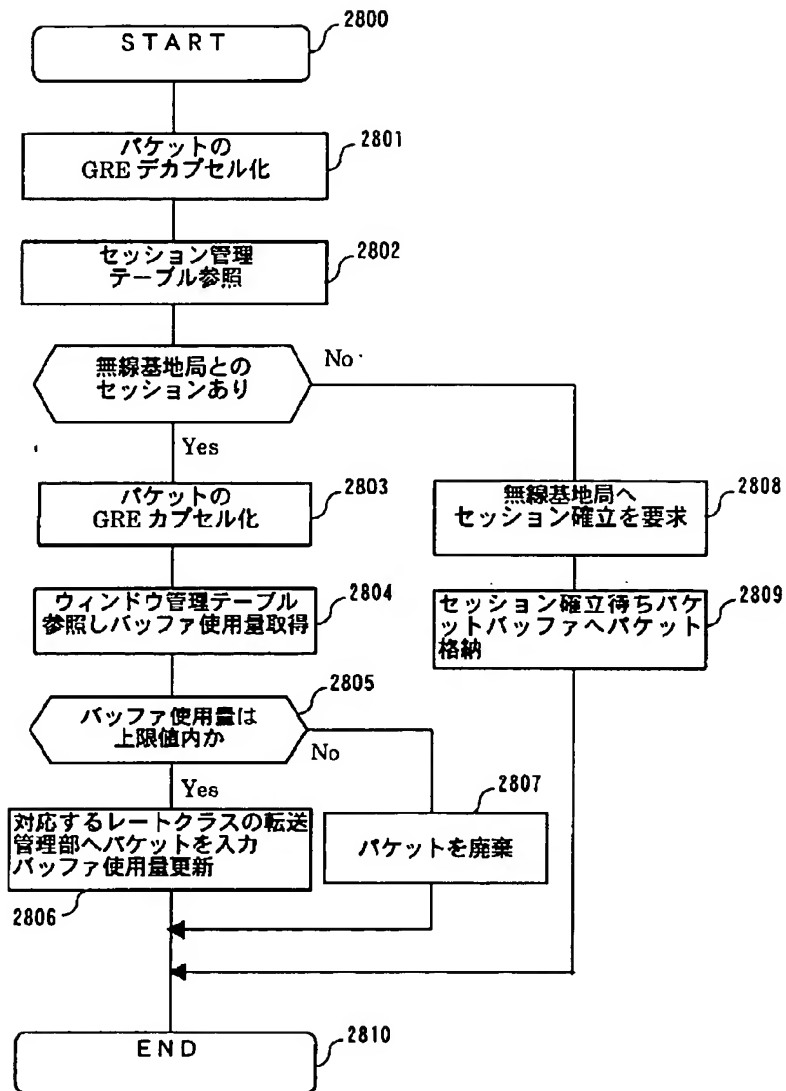 START
2800
パケットの
GRE デカプセル化
2801
セッション管理
テーブル参照
2802
無線基地局との
セッションあり
No
Yes
パケットの
GRE カプセル化
2803
無線基地局へ
セッション確立を要求
2808
ウィンドウ管理テーブル
参照しバッファ使用量取得
2804
セッション確立待ちパケ
ットバッファへパケット
格納
2809
バッファ使用量は
上限値内か
2805
No
Yes
対応するレートクラスの転送
管理部へパケットを入力
バッファ使用量更新
2806
パケットを廃棄
2807
END
2810